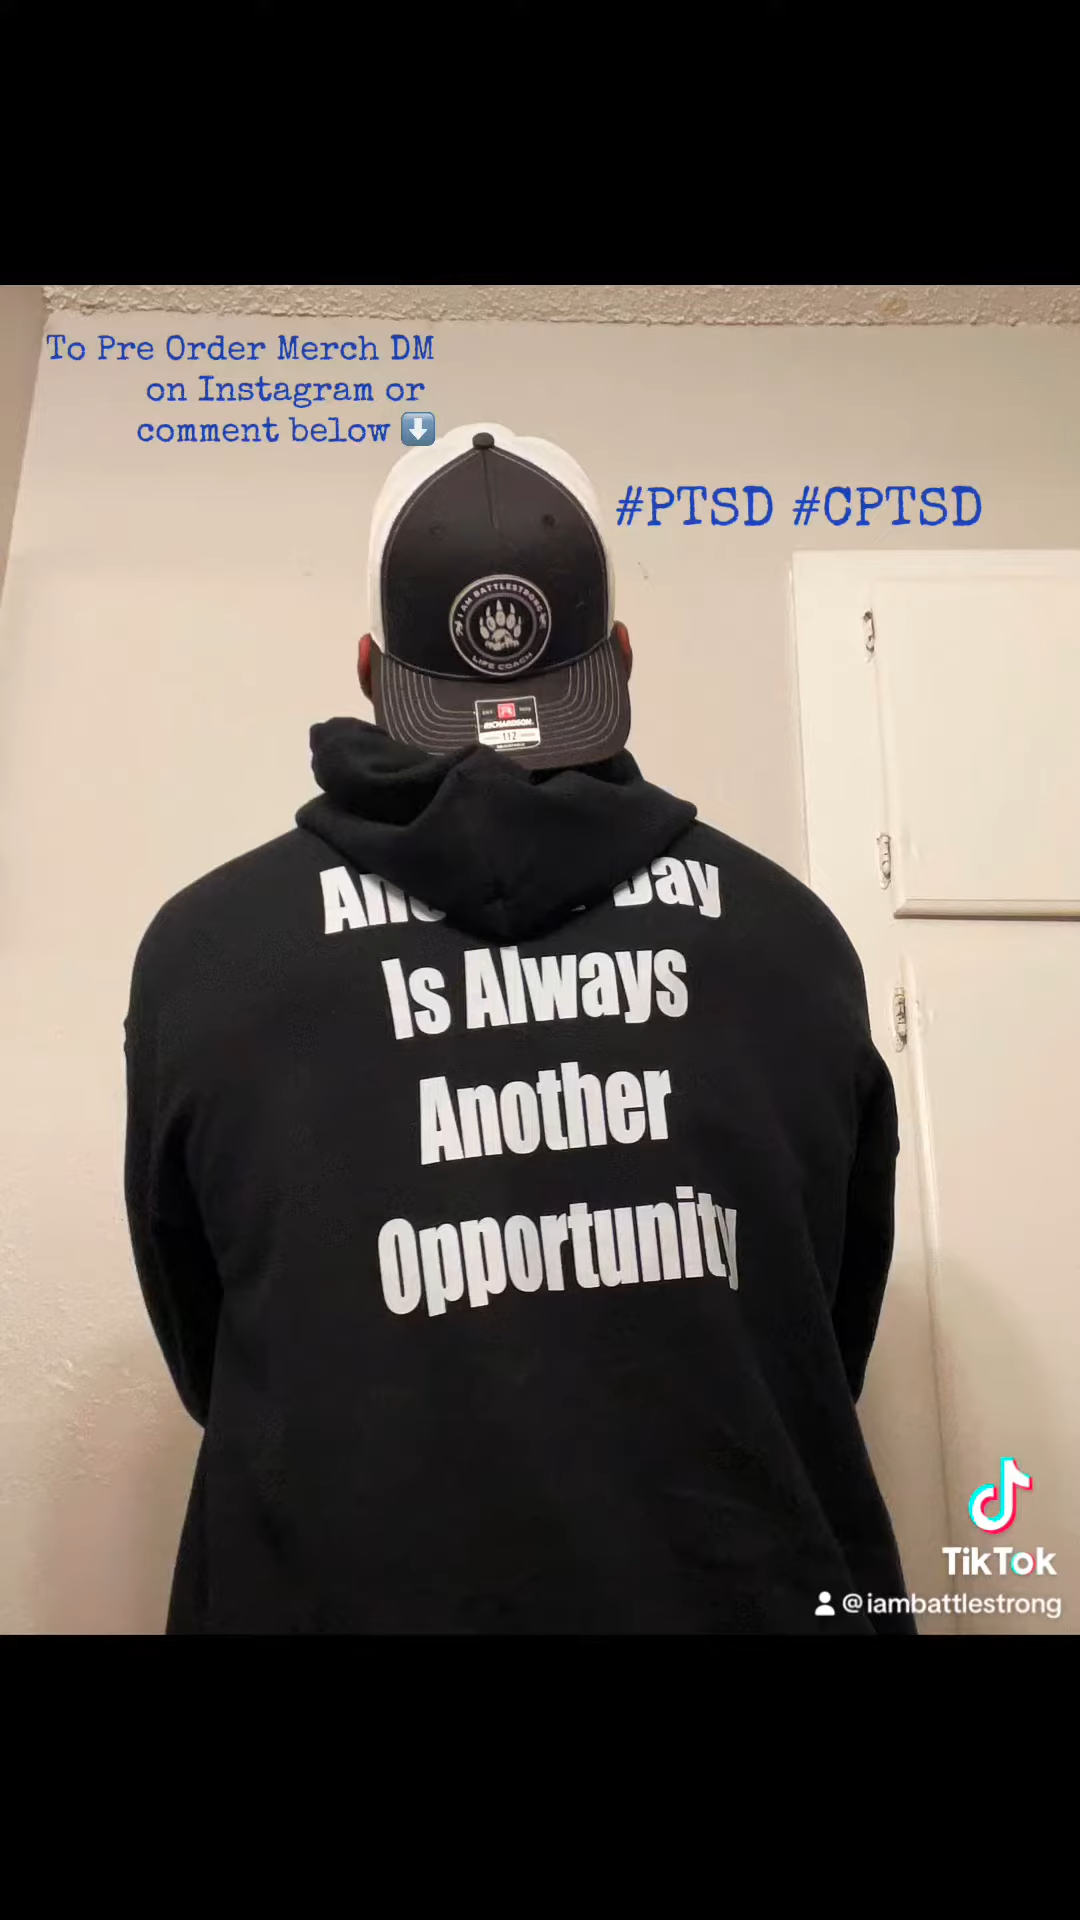 To Pre Order Merch DM
on Instagram or
comment below ⬇️
#PTSD #CPTSD
I AM BATTLESTRONG
LIFE COACH
RICHARDSON
112
Day
Is Always
Another
Opportunity
TikTok
@iambattlestrong